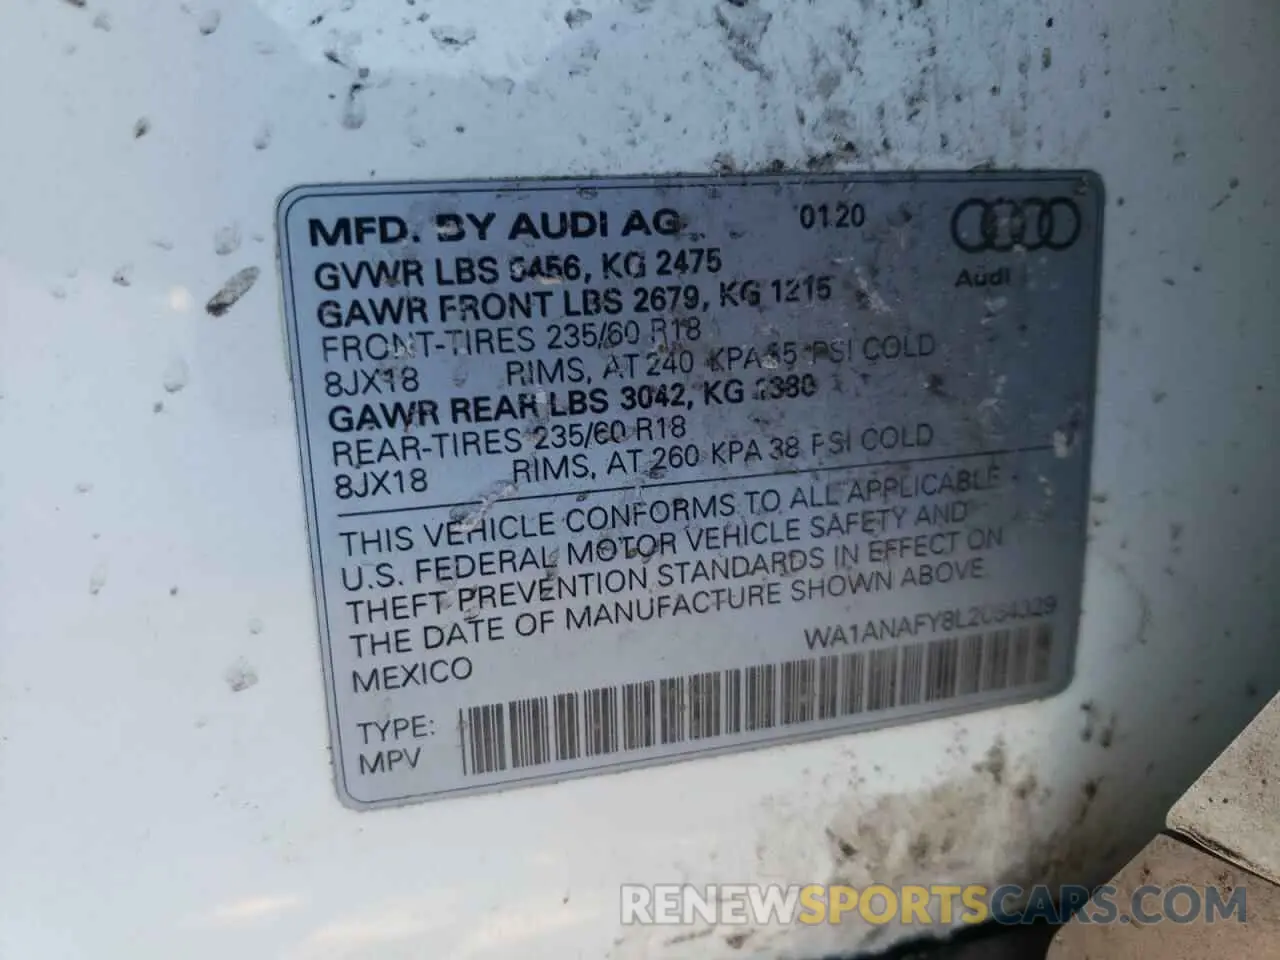 MFD. BY AUDI AG 01.20
GVWR LBS 5456, KG 2475
Audi
GAWR FRONT LBS 2679, KG 1215
FRONT-TIRES 235/60 R18
8JX18 RIMS, AT 240 KPA 35 PSI COLD
GAWR REAR LBS 3042, KG 1380
REAR-TIRES 235/60 R18
8JX18 RIMS, AT 260 KPA 38 PSI COLD
THIS VEHICLE CONFORMS TO ALL APPLICABLE
U.S. FEDERAL MOTOR VEHICLE SAFETY AND
THEFT PREVENTION STANDARDS IN EFFECT ON
THE DATE OF MANUFACTURE SHOWN ABOVE
MEXICO
TYPE:
MPV
RENEWSPORTSCARS.COM